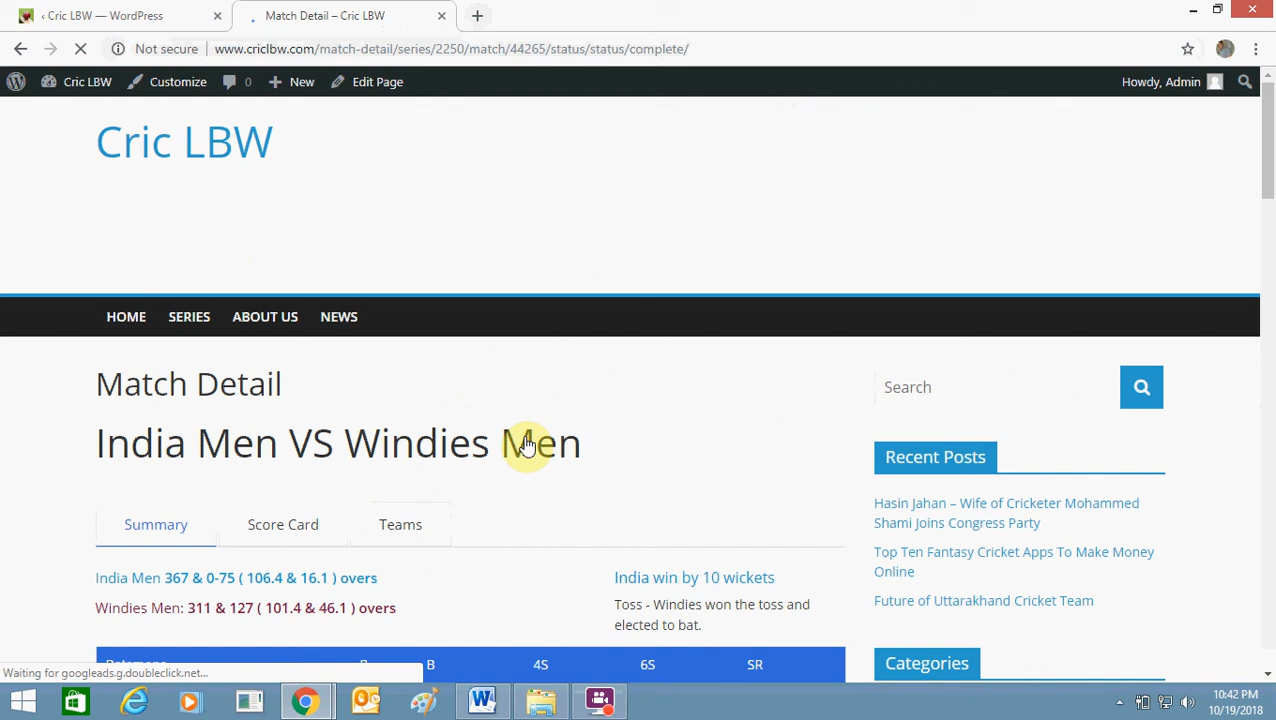 ‹ Cric LBW — WordPress
Match Detail – Cric LBW
Not secure www.criclbw.com/match-detail/series/2250/match/44265/status/status/complete/
Cric LBW Customize 0 New Edit Page Howdy, Admin
Cric LBW
HOME SERIES ABOUT US NEWS
Match Detail
Search
India Men VS Windies Men
Recent Posts
Hasin Jahan – Wife of Cricketer Mohammed
Shami Joins Congress Party
Summary Score Card Teams
Top Ten Fantasy Cricket Apps To Make Money
Online
India Men 367 & 0-75 ( 106.4 & 16.1 ) overs
India win by 10 wickets
Windies Men: 311 & 127 ( 101.4 & 46.1 ) overs
Toss - Windies won the toss and
elected to bat.
Future of Uttarakhand Cricket Team
B 4S 6S SR
Categories
Waiting for googleads.g.doubleclick.net...
10:42 PM
10/19/2018